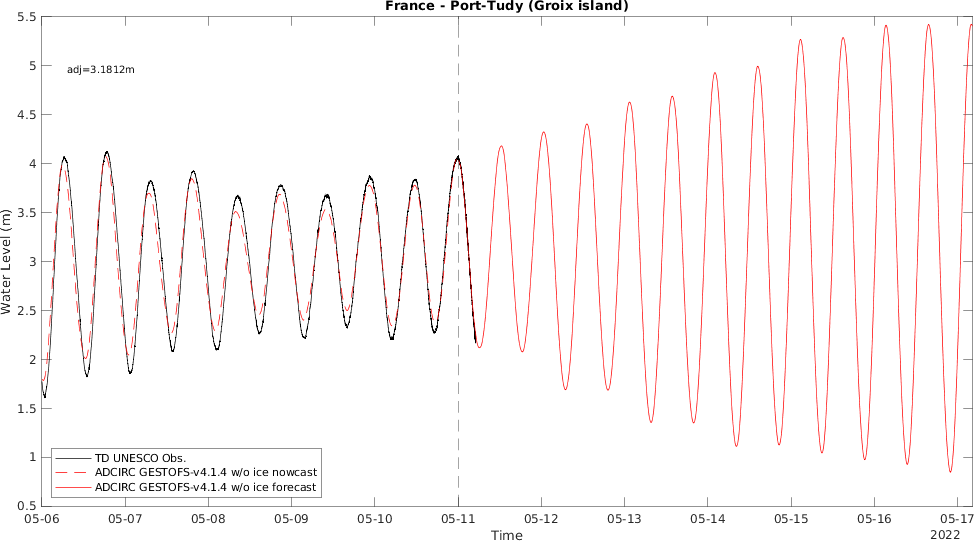 France - Port-Tudy (Groix island)
5.5
5
4.5
4
3.5
3
2.5
2
1.5
1
0.5
Water Level (m)
adj=3.1812m
TD UNESCO Obs.
ADCIRC GESTOFS-v4.1.4 w/o ice nowcast
ADCIRC GESTOFS-v4.1.4 w/o ice forecast
05-06 05-07 05-08 05-09 05-10 05-11 05-12 05-13 05-14 05-15 05-16 05-17
Time
2022